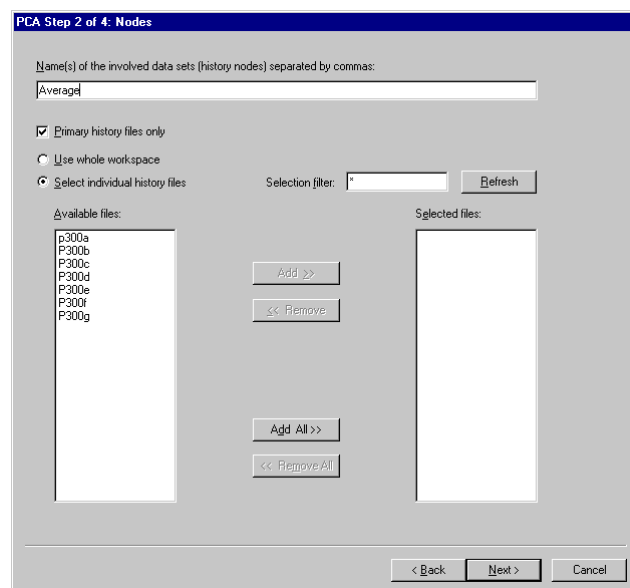 PCA Step 2 of 4: Nodes
Name(s) of the involved data sets (history nodes) separated by commas:
Average
Primary history files only
Use whole workspace
Select individual history files
Selection filter:
*
Refresh
Available files:
Selected files:
p300a
P300b
P300c
P300d
P300e
P300f
P300g
Add >>
<< Remove
Add All >>
<< Remove All
< Back
Next >
Cancel